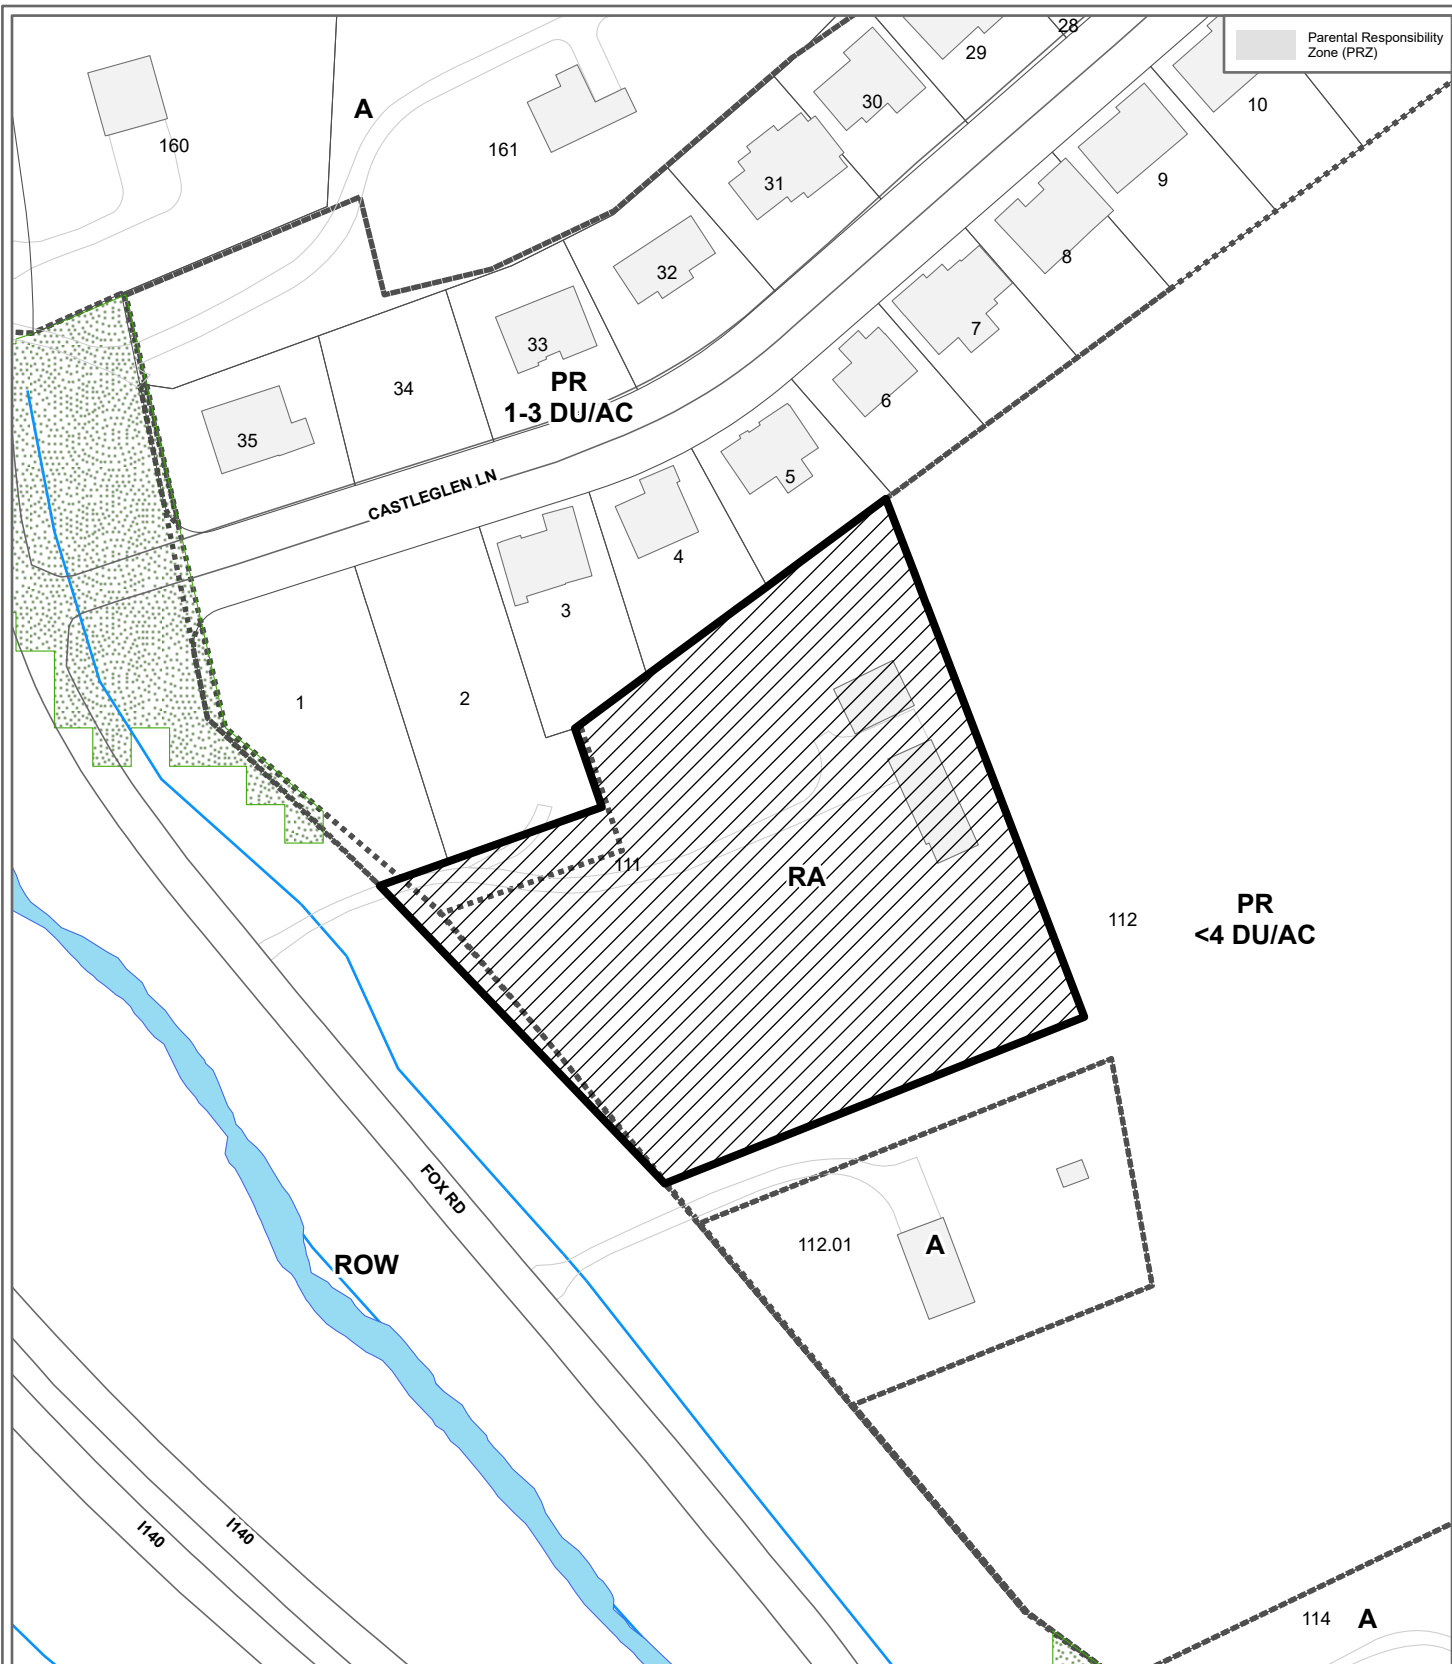 28
29
Parental Responsibility
Zone (PRZ)
30
10
A
160
161
31
9
32
8
7
33
34
PR
1-3 DU/AC
6
35
5
CASTLEGLEN LN
4
3
1
2
111
RA
112
PR
<4 DU/AC
FOX RD
112.01
A
ROW
I140
I140
114
A